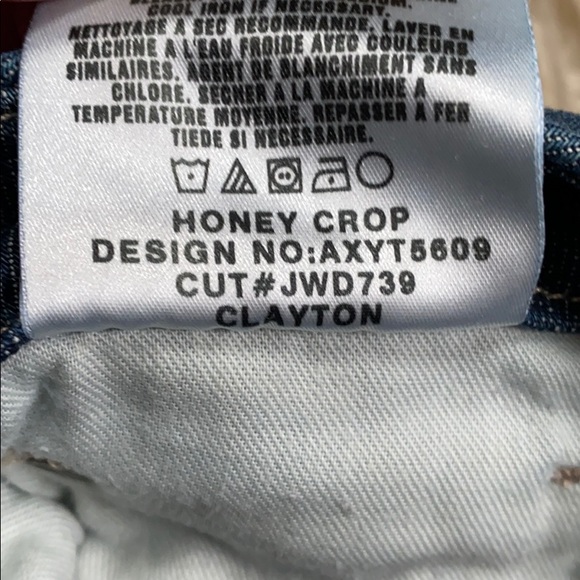 COOL IRON IF NECESSARY.
NETTOYAGE A SEC RECOMMANDE. LAVER EN
MACHINE A L'EAU FROIDE AVEC COULEURS
SIMILAIRES. AGENT DE BLANCHIMENT SANS
CHLORE. SECHER A LA MACHINE A
TEMPERATURE MOYENNE. REPASSER A FER
TIEDE SI NECESSAIRE.
HONEY CROP
DESIGN NO:AXYT5609
CUT#JWD739
CLAYTON